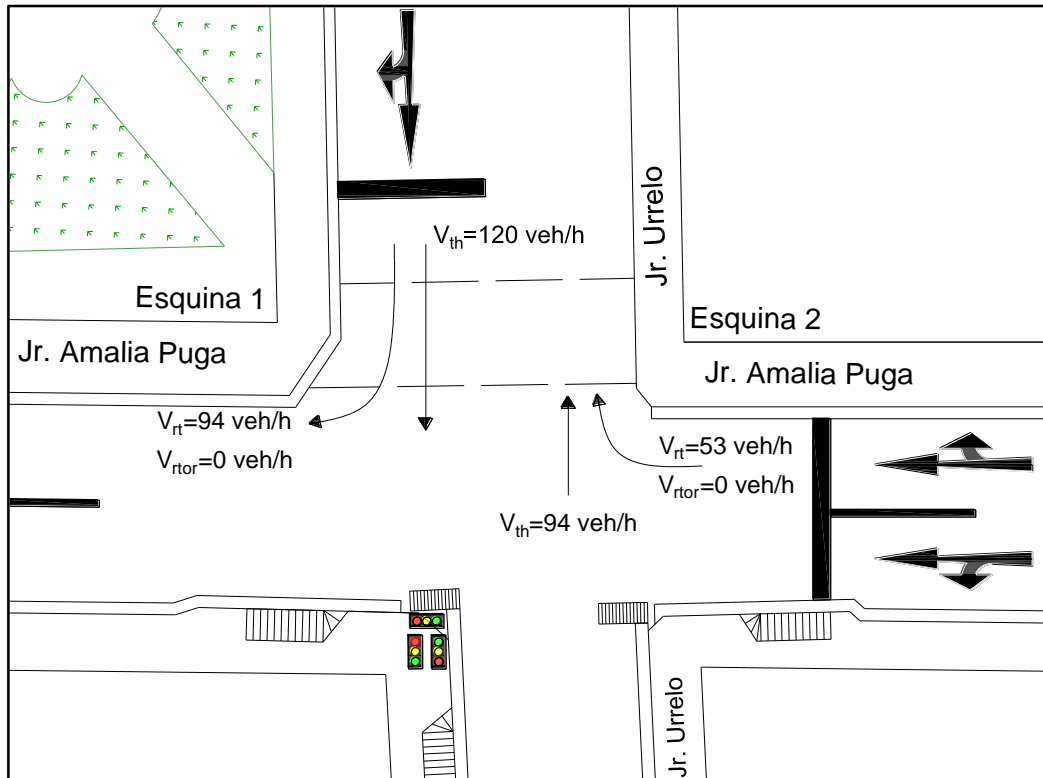 V_th=120 veh/h
Jr. Urrelo
Esquina 1
Esquina 2
Jr. Amalia Puga
Jr. Amalia Puga
V_rt=94 veh/h
V_rtor=0 veh/h
V_rt=53 veh/h
V_rtor=0 veh/h
V_th=94 veh/h
Jr. Urrelo